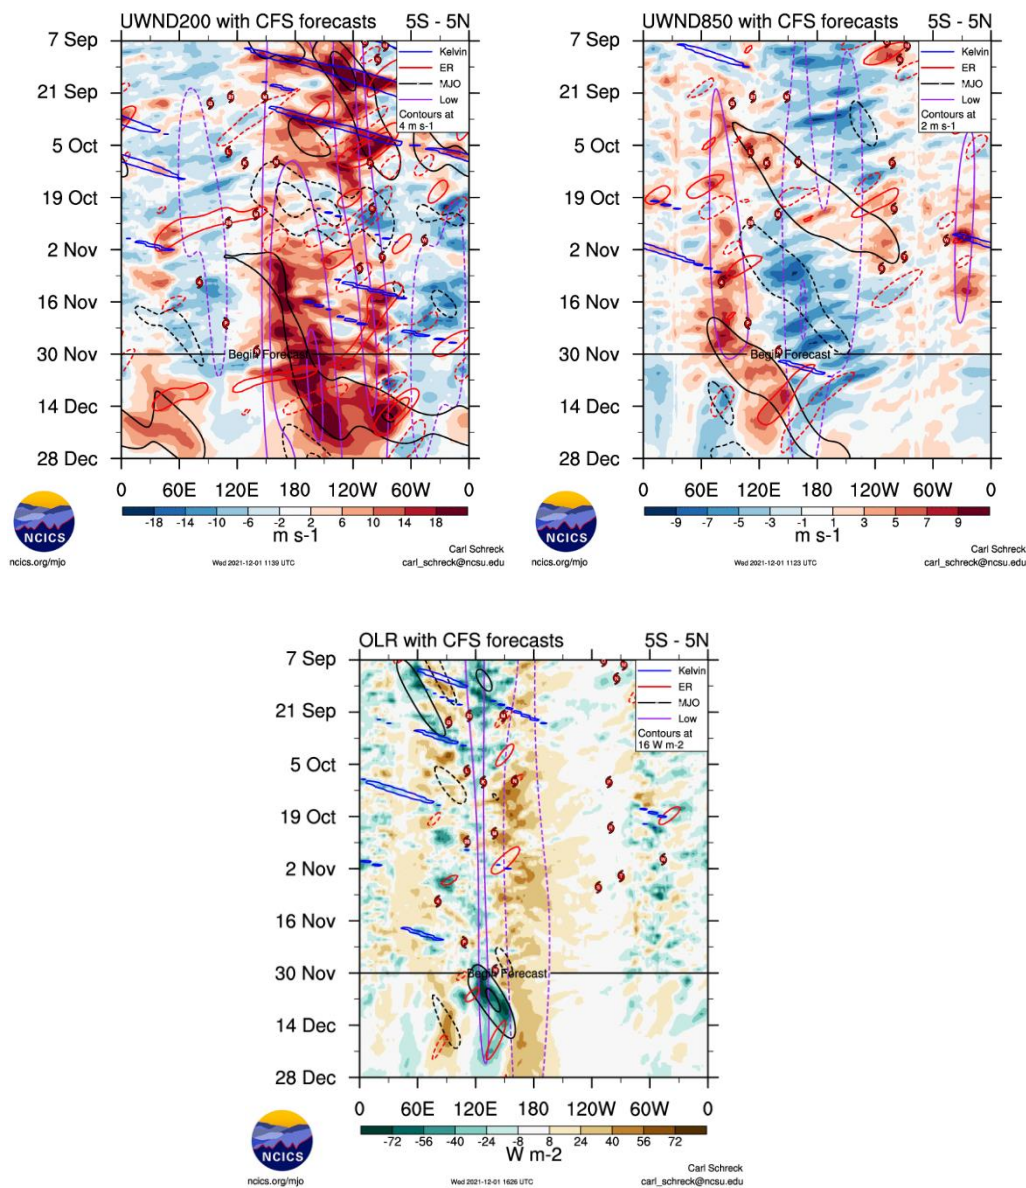 UWND200 with CFS forecasts 5S - 5N
7 Sep
21 Sep
5 Oct
19 Oct
2 Nov
16 Nov
30 Nov
14 Dec
28 Dec
Kelvin
ER
MJO
Low
Contours at
4 m s-1
Begin Forecast
0 60E 120E 180 120W 60W 0
-18 -14 -10 -6 -2 2 6 10 14 18
m s-1
NCICS
ncics.org/mjo
Wed 2021-12-01 1139 UTC
Carl Schreck
carl_schreck@ncsu.edu
UWND850 with CFS forecasts 5S - 5N
7 Sep
21 Sep
5 Oct
19 Oct
2 Nov
16 Nov
30 Nov
14 Dec
28 Dec
Kelvin
ER
MJO
Low
Contours at
2 m s-1
Begin Forecast
0 60E 120E 180 120W 60W 0
-9 -7 -5 -3 -1 1 3 5 7 9
m s-1
NCICS
ncics.org/mjo
Wed 2021-12-01 1123 UTC
Carl Schreck
carl_schreck@ncsu.edu
OLR with CFS forecasts 5S - 5N
7 Sep
21 Sep
5 Oct
19 Oct
2 Nov
16 Nov
30 Nov
14 Dec
28 Dec
Kelvin
ER
MJO
Low
Contours at
16 W m-2
Begin Forecast
0 60E 120E 180 120W 60W 0
-72 -56 -40 -24 -8 8 24 40 56 72
W m-2
NCICS
ncics.org/mjo
Wed 2021-12-01 1626 UTC
Carl Schreck
carl_schreck@ncsu.edu